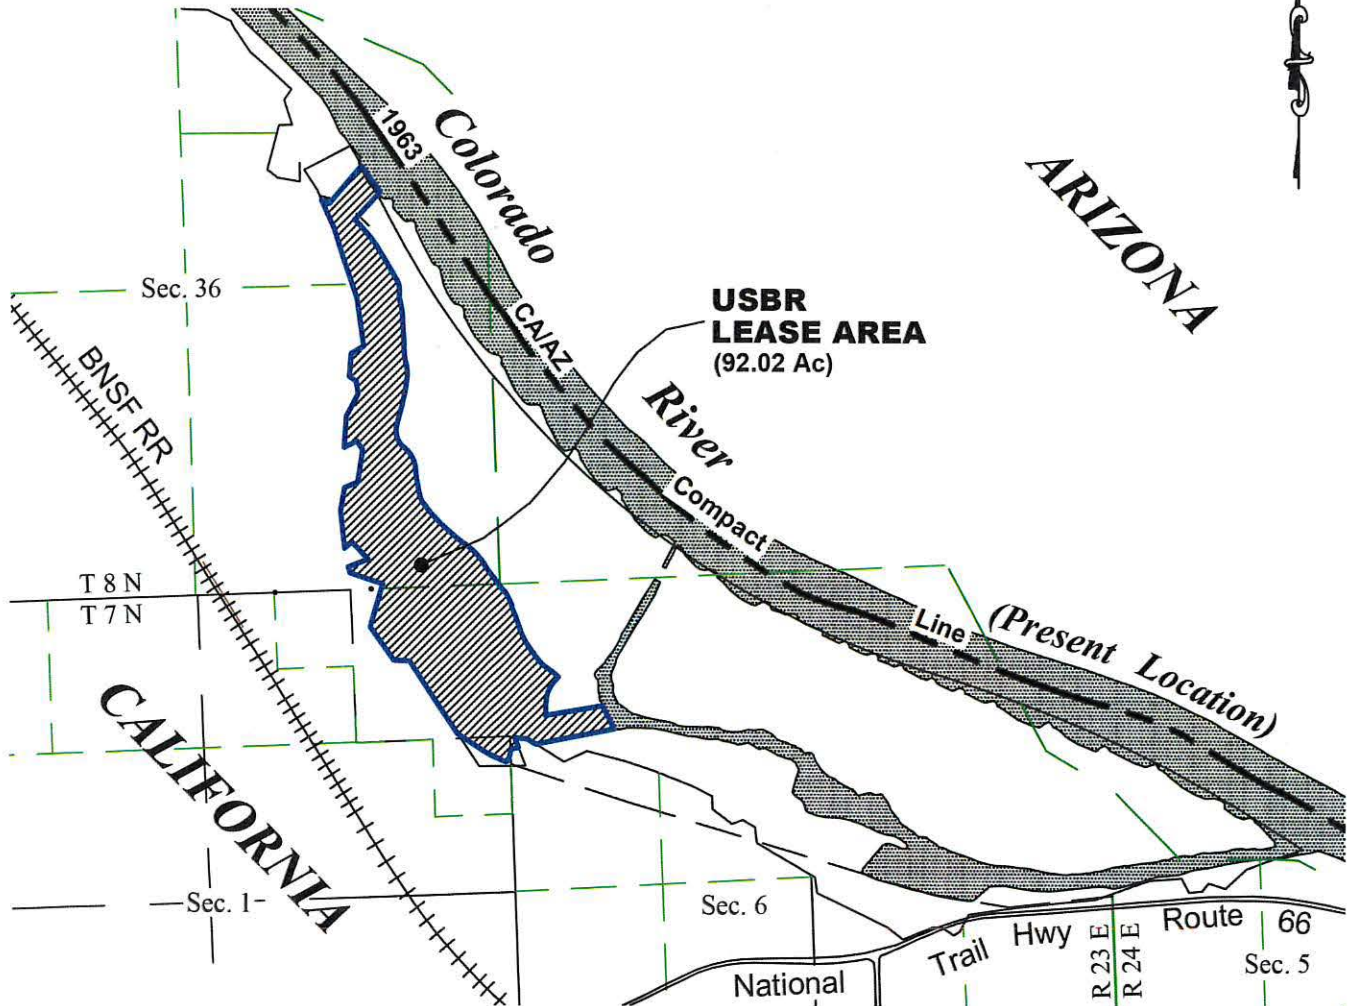 1963
Colorado
ARIZONA
Sec. 36
USBR
LEASE AREA
(92.02 Ac)
CA/AZ
BNSF RR
River
Compact
T 8 N
T 7 N
Line
(Present Location)
CALIFORNIA
Sec. 1
Sec. 6
National Trail Hwy Route 66
R 23 E
R 24 E
Sec. 5